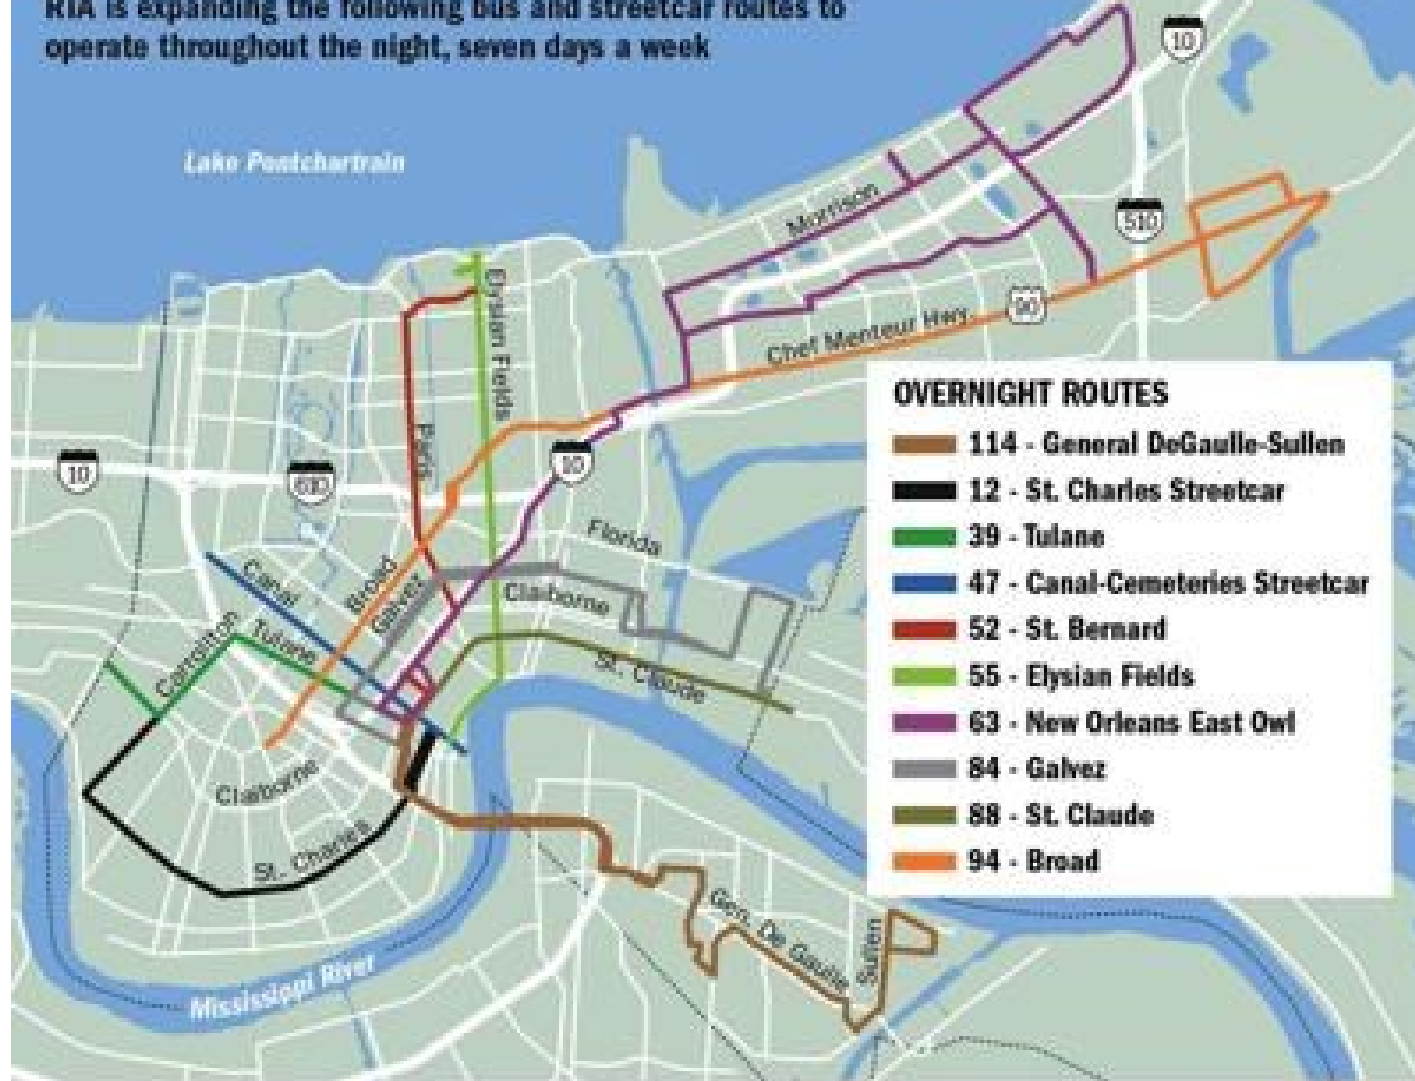 RTA is expanding the following bus and streetcar routes to
operate throughout the night, seven days a week
10
Lake Pontchartrain
Morrison
510
90
Chef Menteur Hwy.
Elysian Fields
Paris
10
610
10
Florida
Canal
Broad
Galvez
Claiborne
Carrollton
Tulane
St. Claude
Claiborne
St. Charles
Gen. De Gaulle
Sullen
Mississippi River
OVERNIGHT ROUTES
114 - General DeGaulle-Sullen
12 - St. Charles Streetcar
39 - Tulane
47 - Canal-Cemeteries Streetcar
52 - St. Bernard
55 - Elysian Fields
63 - New Orleans East Owl
84 - Galvez
88 - St. Claude
94 - Broad